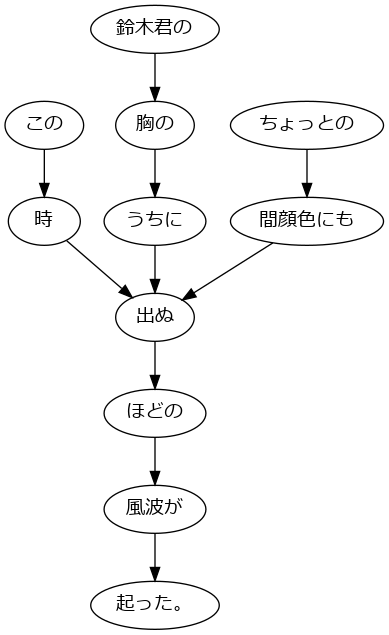 鈴木君の
この
胸の
ちょっとの
時
うちに
間顔色にも
出ぬ
ほどの
風波が
起った。